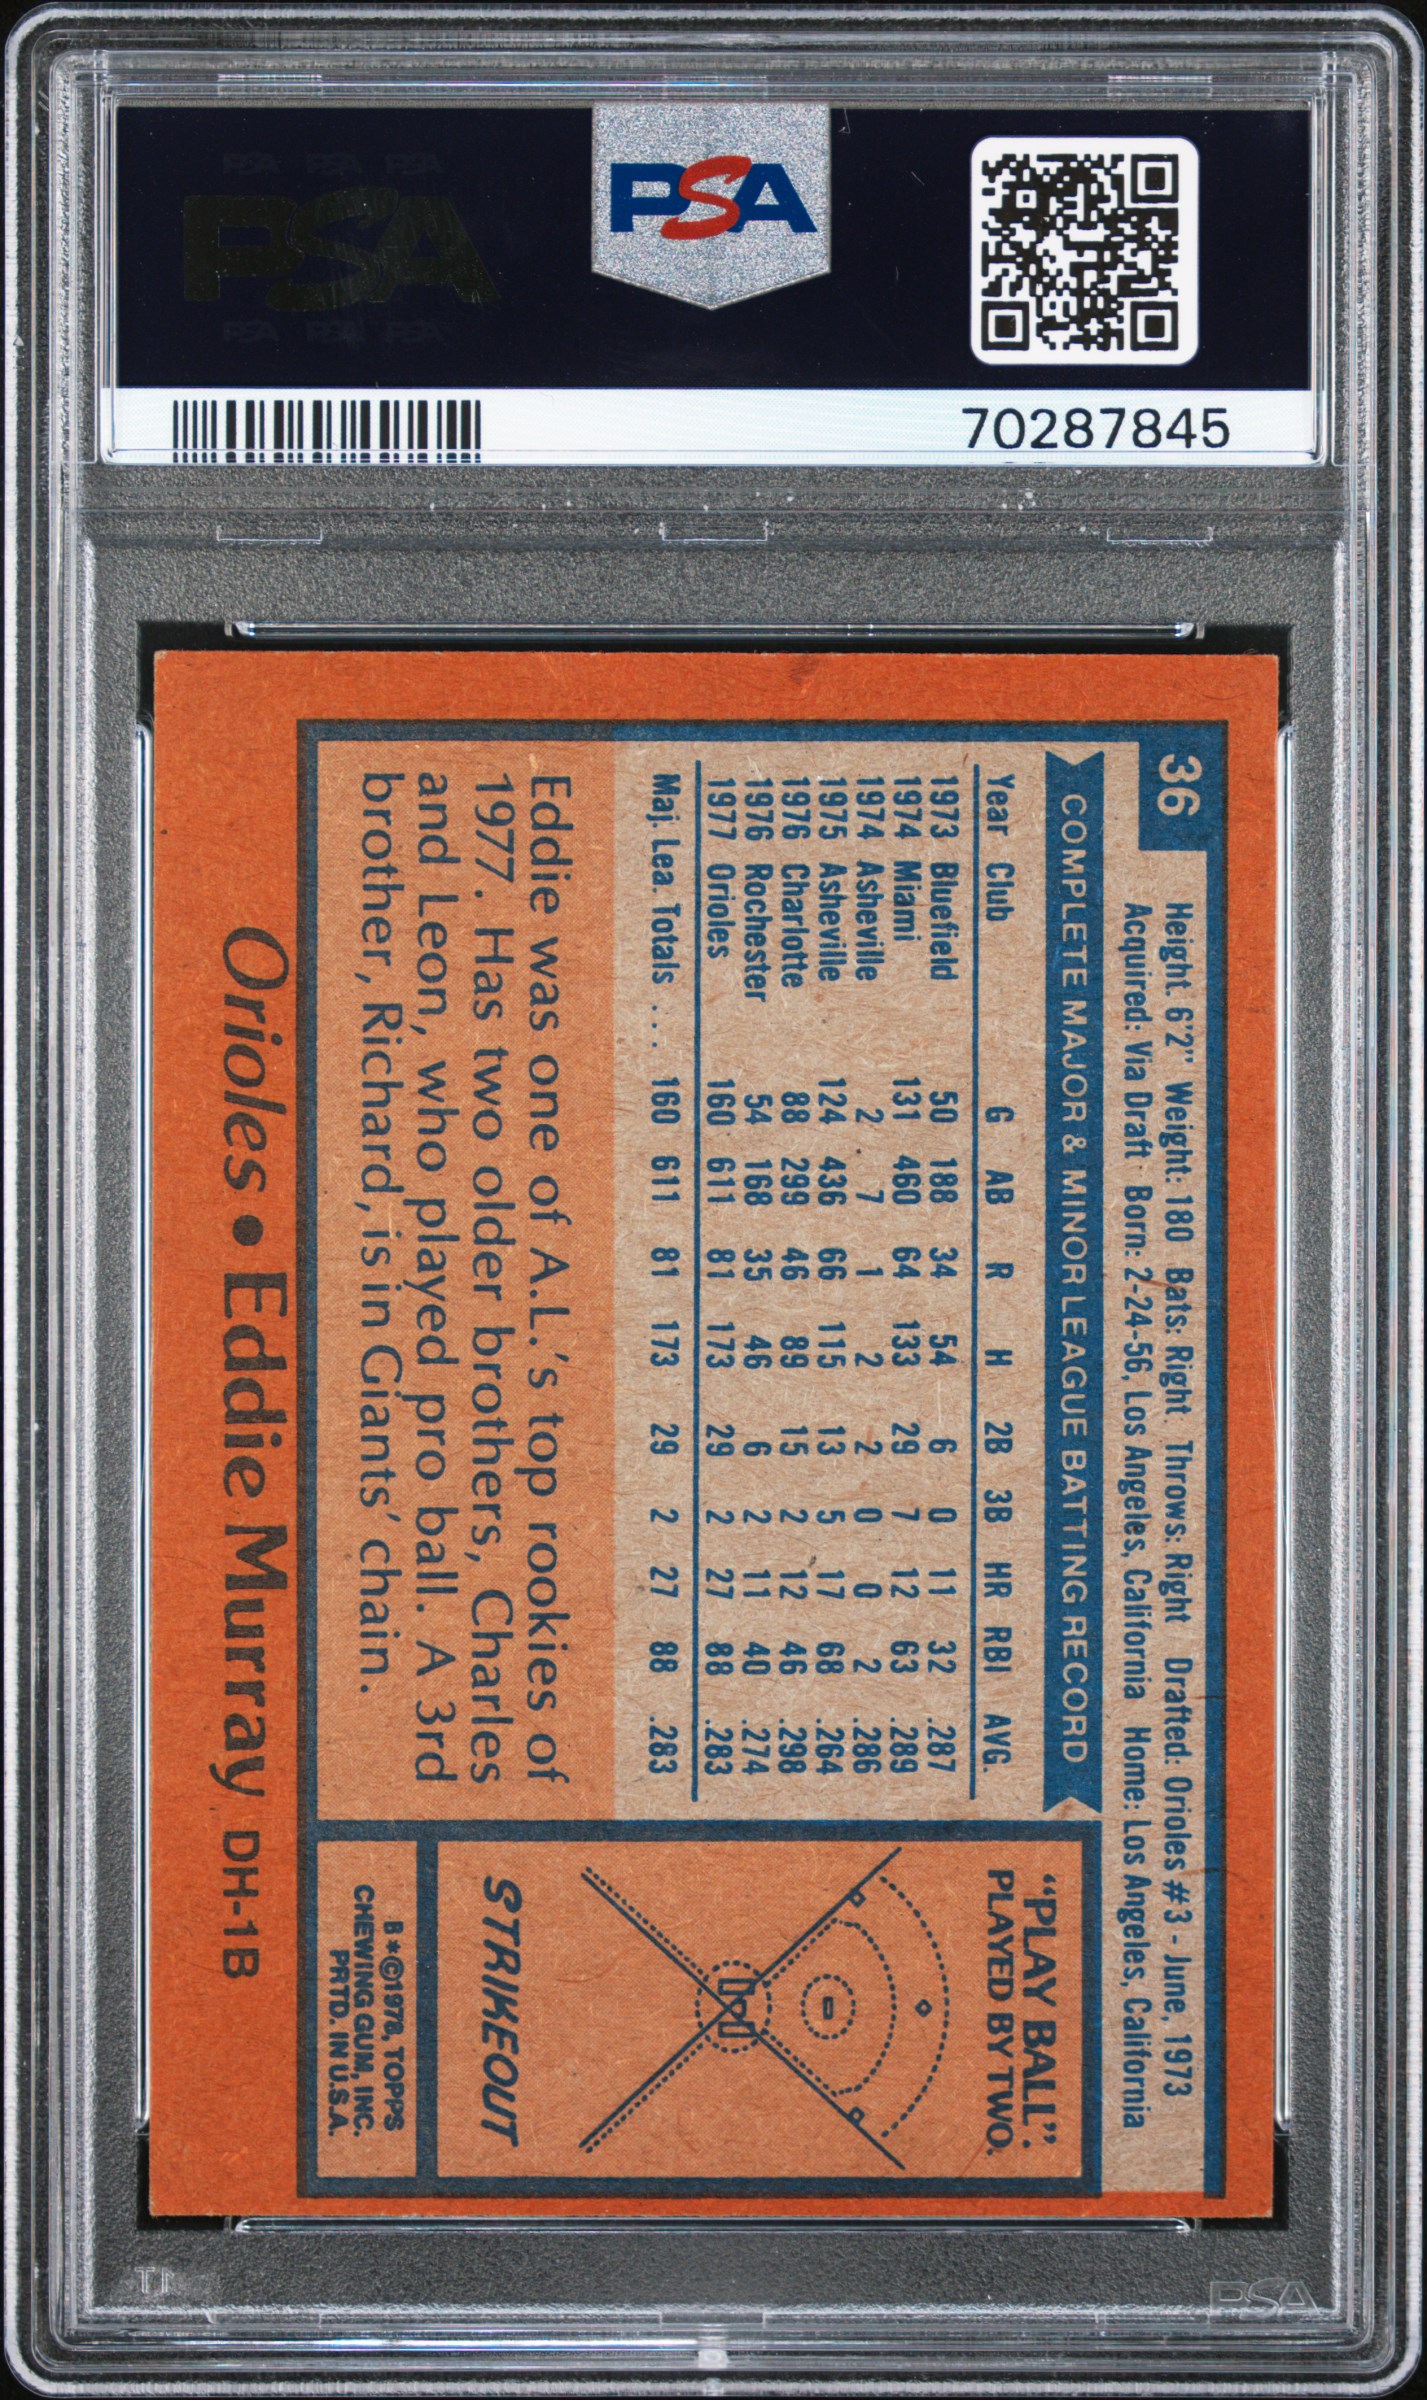 PSA PSA PSA
PSA
PSA PSA PSA
PSA
70287845
36
Height: 6'2" Weight: 180 Bats: Right Throws: Right Drafted: Orioles #3 - June, 1973
Acquired: Via Draft Born: 2-24-56, Los Angeles, California Home: Los Angeles, California
COMPLETE MAJOR & MINOR LEAGUE BATTING RECORD
Year Club G AB R H 2B 3B HR RBI AVG.
1973 Bluefield 50 188 34 54 6 0 11 32 .287
1974 Miami 131 460 64 133 29 7 12 63 .289
1974 Asheville 2 7 1 2 2 0 0 2 .286
1975 Asheville 124 436 66 115 13 5 17 68 .264
1976 Charlotte 88 299 46 89 15 2 12 46 .298
1976 Rochester 54 168 35 46 6 2 11 40 .274
1977 Orioles 160 611 81 173 29 2 27 88 .283
Maj. Lea. Totals . . . 160 611 81 173 29 2 27 88 .283
Eddie was one of A.L.'s top rookies of
1977. Has two older brothers, Charles
and Leon, who played pro ball. A 3rd
brother, Richard, is in Giants' chain.
"PLAY BALL":
PLAYED BY TWO.
STRIKEOUT
B*©1978, TOPPS
CHEWING GUM, INC.
PRTD. IN U.S.A.
Orioles • Eddie Murray DH-1B
PSA